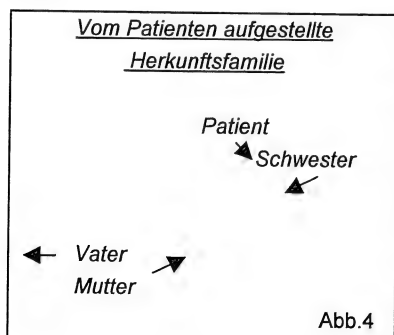 Vom Patienten aufgestellte
Herkunftsfamilie
Patient
Schwester
Vater
Mutter
Abb.4